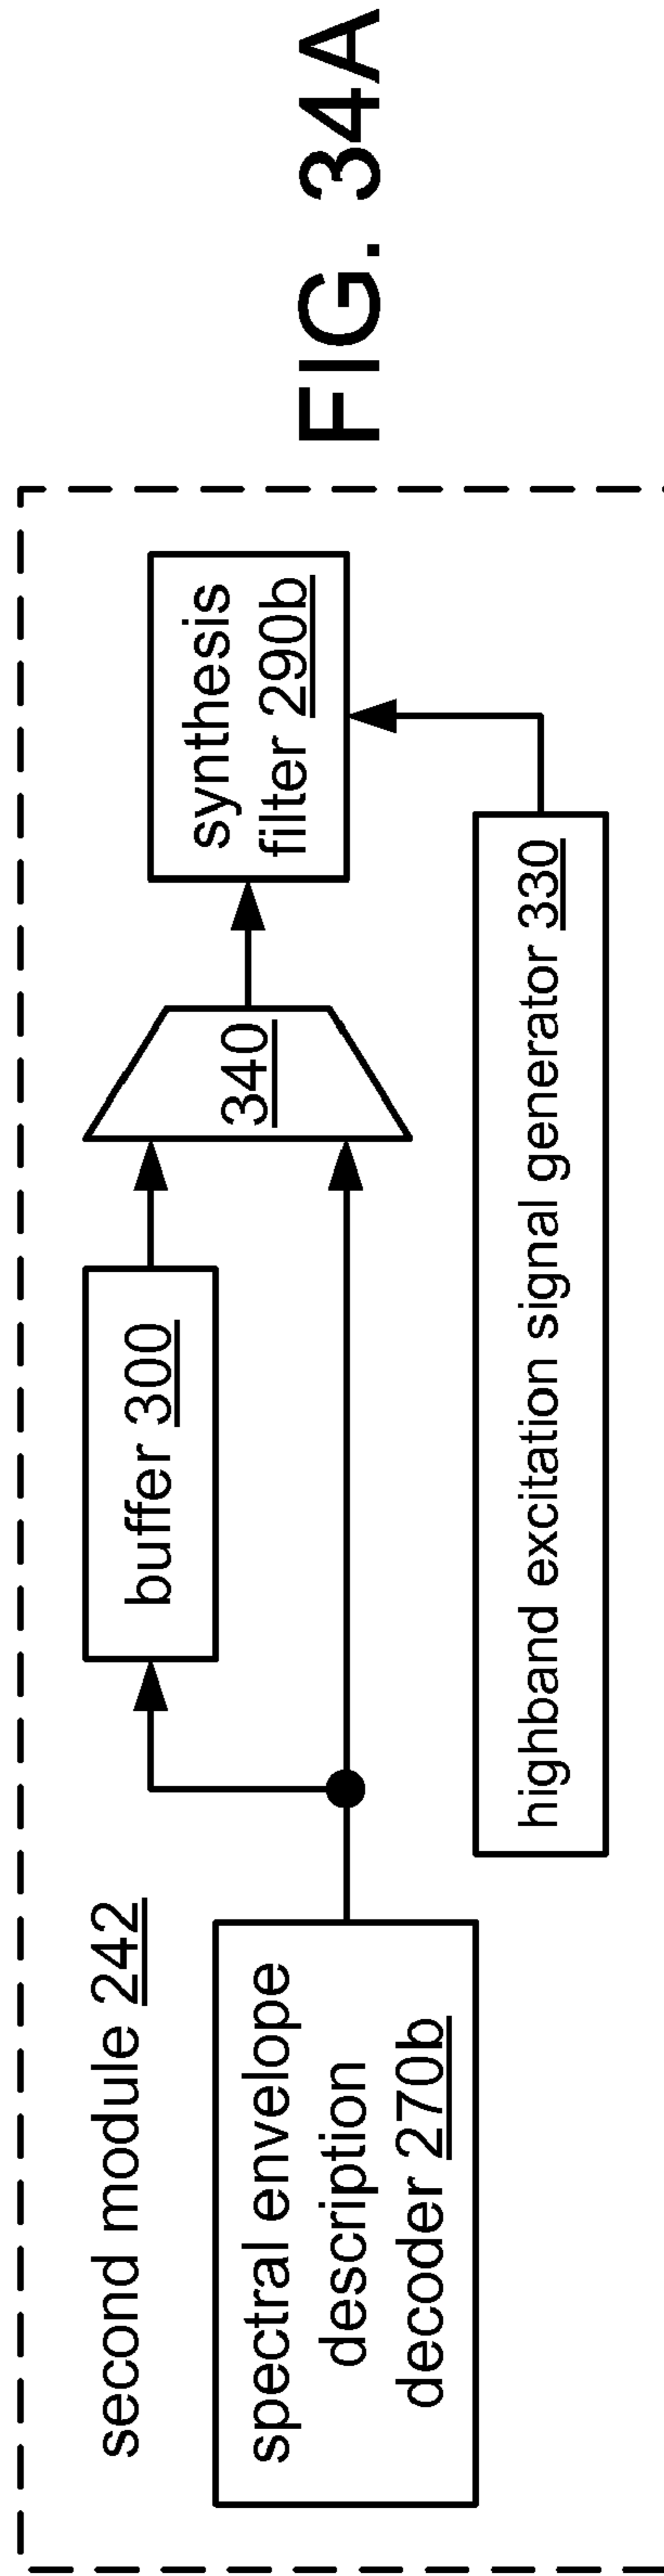 second module 242
spectral envelope
description
decoder 270b
buffer 300
340
synthesis
filter 290b
highband excitation signal generator 330
FIG. 34A